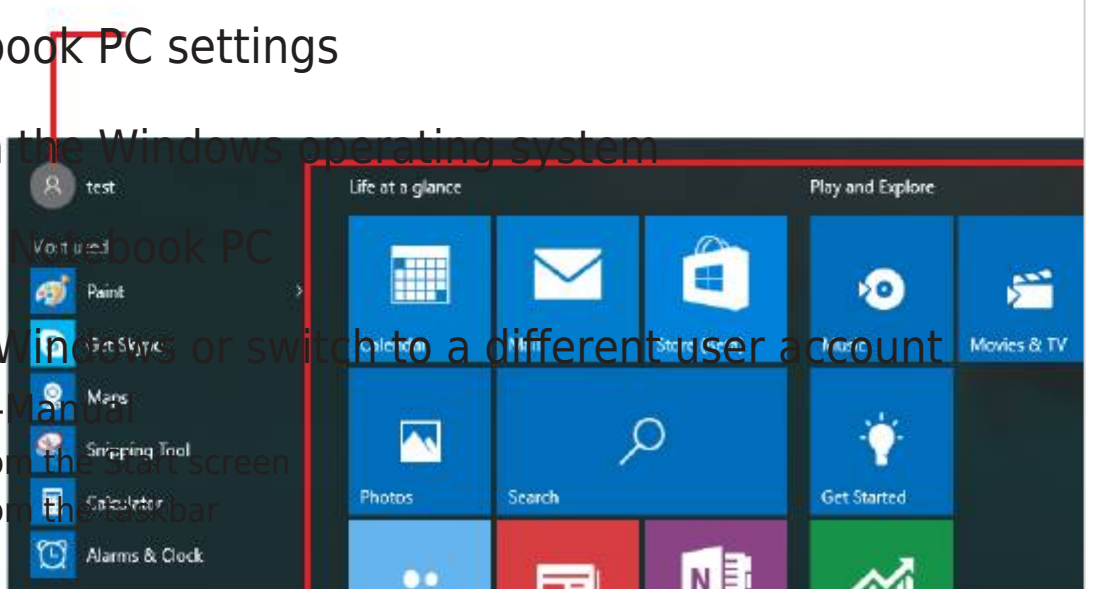 book PC settings
the Windows operating system
test
Life at a glance
Play and Explore
Notebook PC
Most used
Paint
Get Skype
Windows or switch to a different user account
Calendar
Mail
Store
Music
Movies & TV
Maps
-Manual
Snipping Tool
om the Start screen
Photos
Search
Get Started
Calculator
om the taskbar
Alarms & Clock